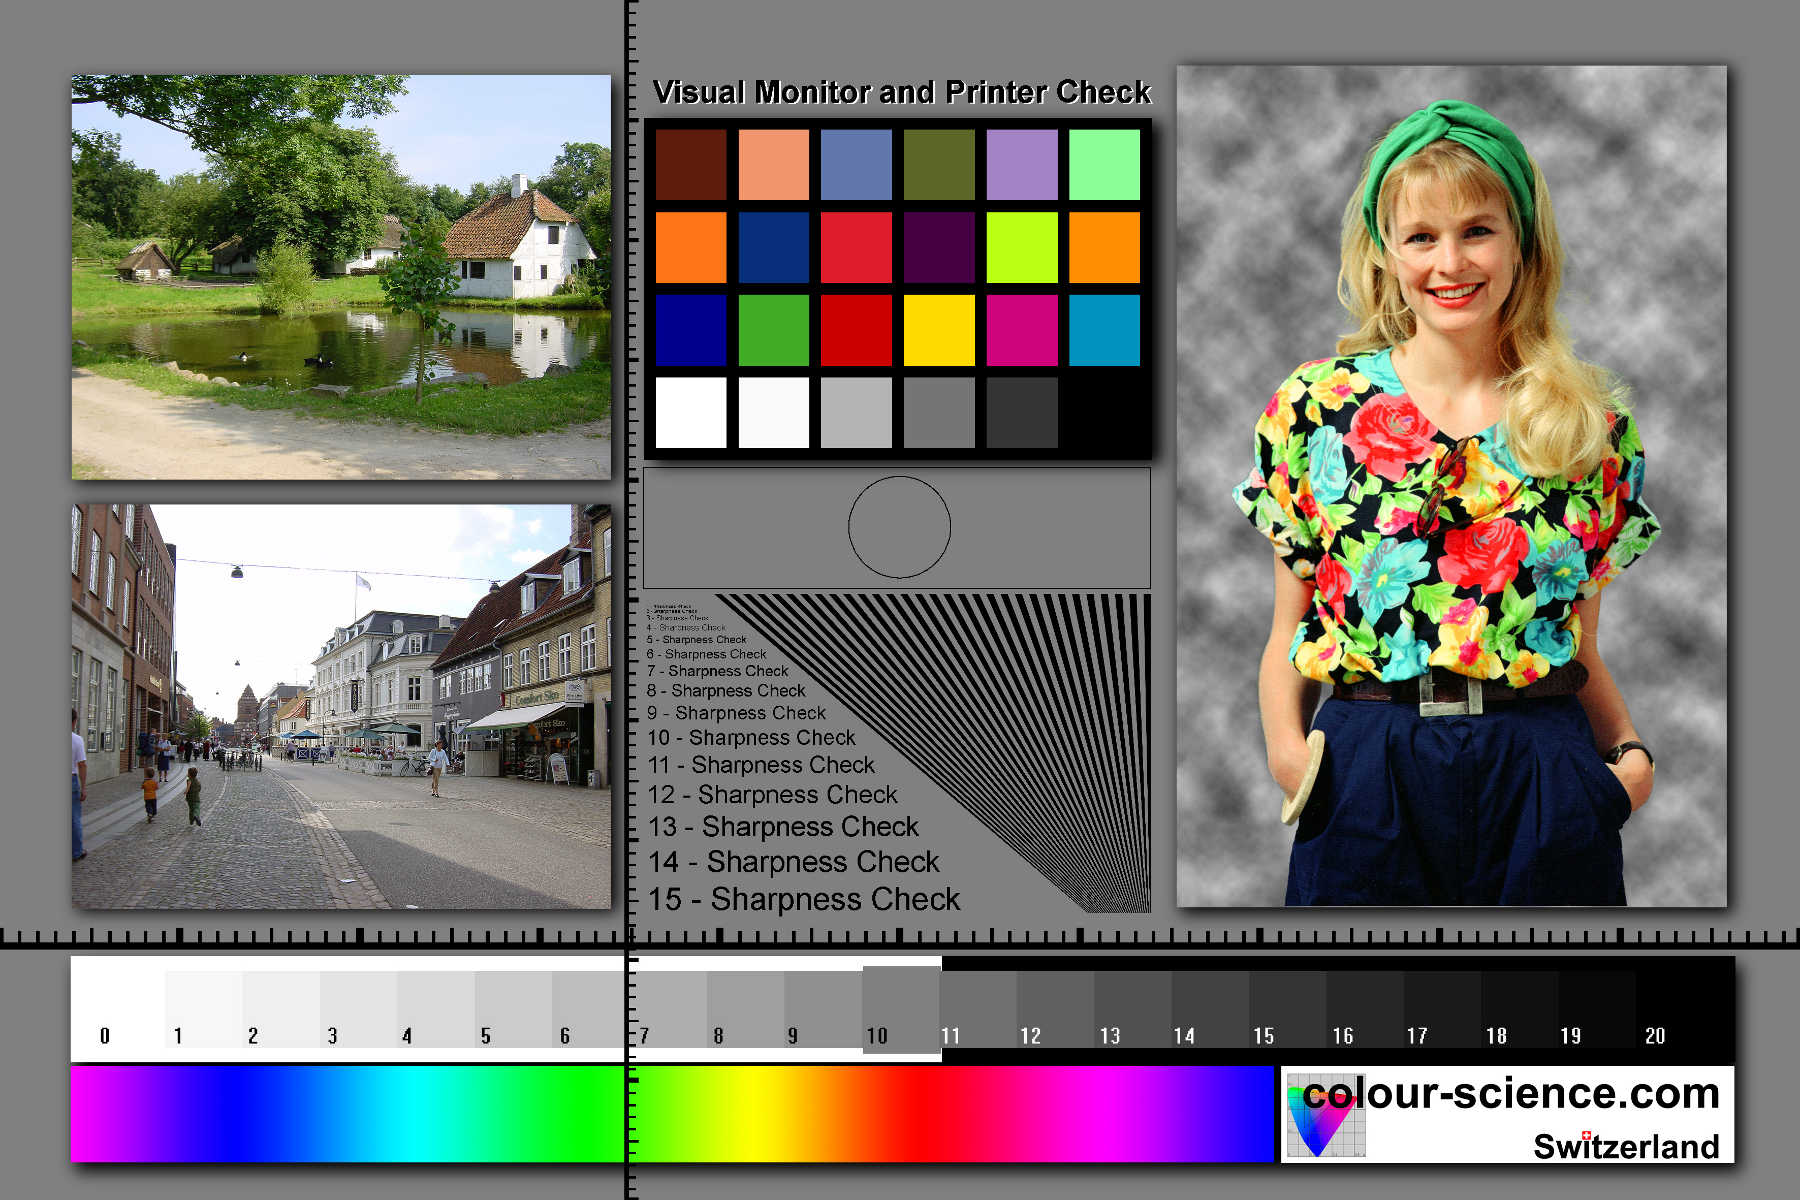 Visual Monitor and Printer Check
3 - Sharpness Check
4 - Sharpness Check
5 - Sharpness Check
6 - Sharpness Check
7 - Sharpness Check
8 - Sharpness Check
9 - Sharpness Check
10 - Sharpness Check
11 - Sharpness Check
12 - Sharpness Check
13 - Sharpness Check
14 - Sharpness Check
15 - Sharpness Check
0 1 2 3 4 5 6 7 8 9 10 11 12 13 14 15 16 17 18 19 20
colour-science.com
Switzerland